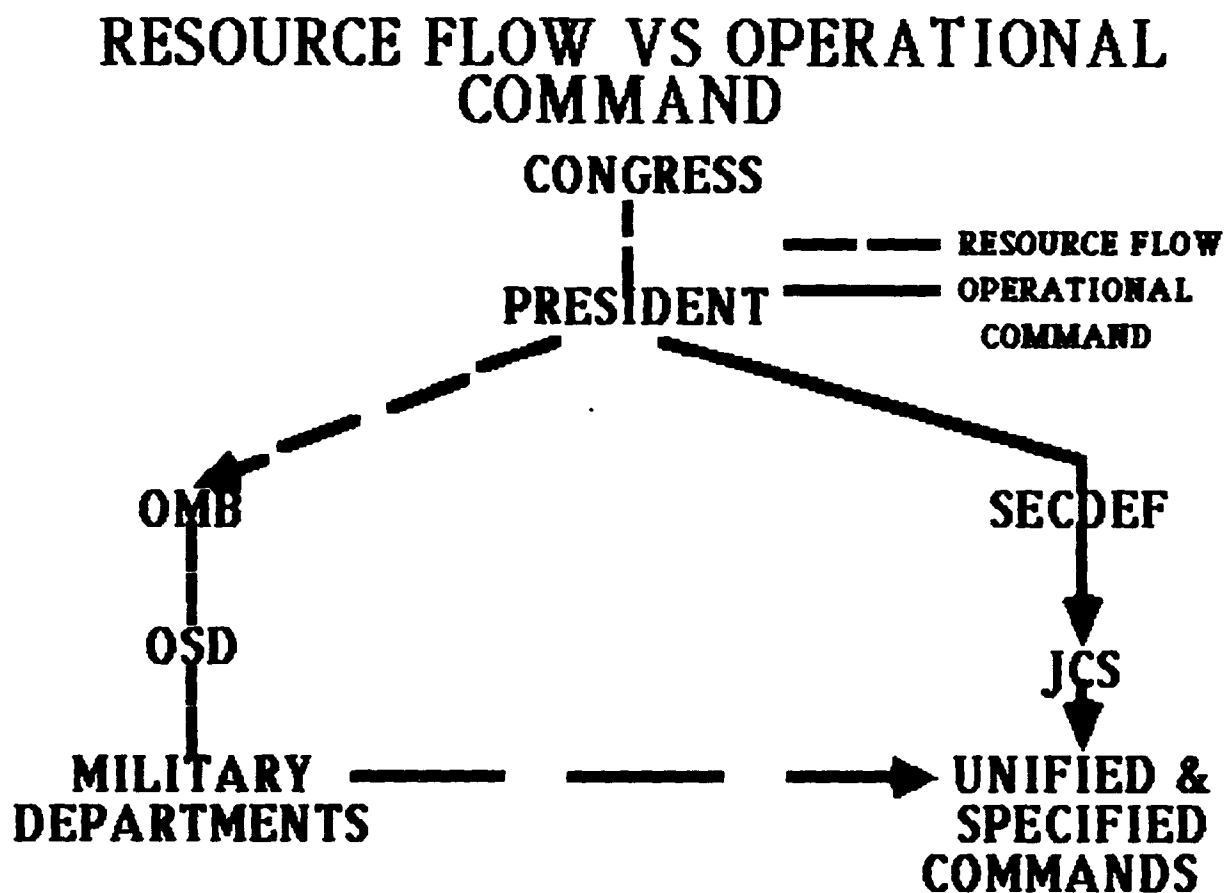 RESOURCE FLOW VS OPERATIONAL
COMMAND
CONGRESS
RESOURCE FLOW
PRESIDENT
OPERATIONAL
COMMAND
OMB
SECDEF
OSD
JCS
MILITARY
DEPARTMENTS
UNIFIED &
SPECIFIED
COMMANDS